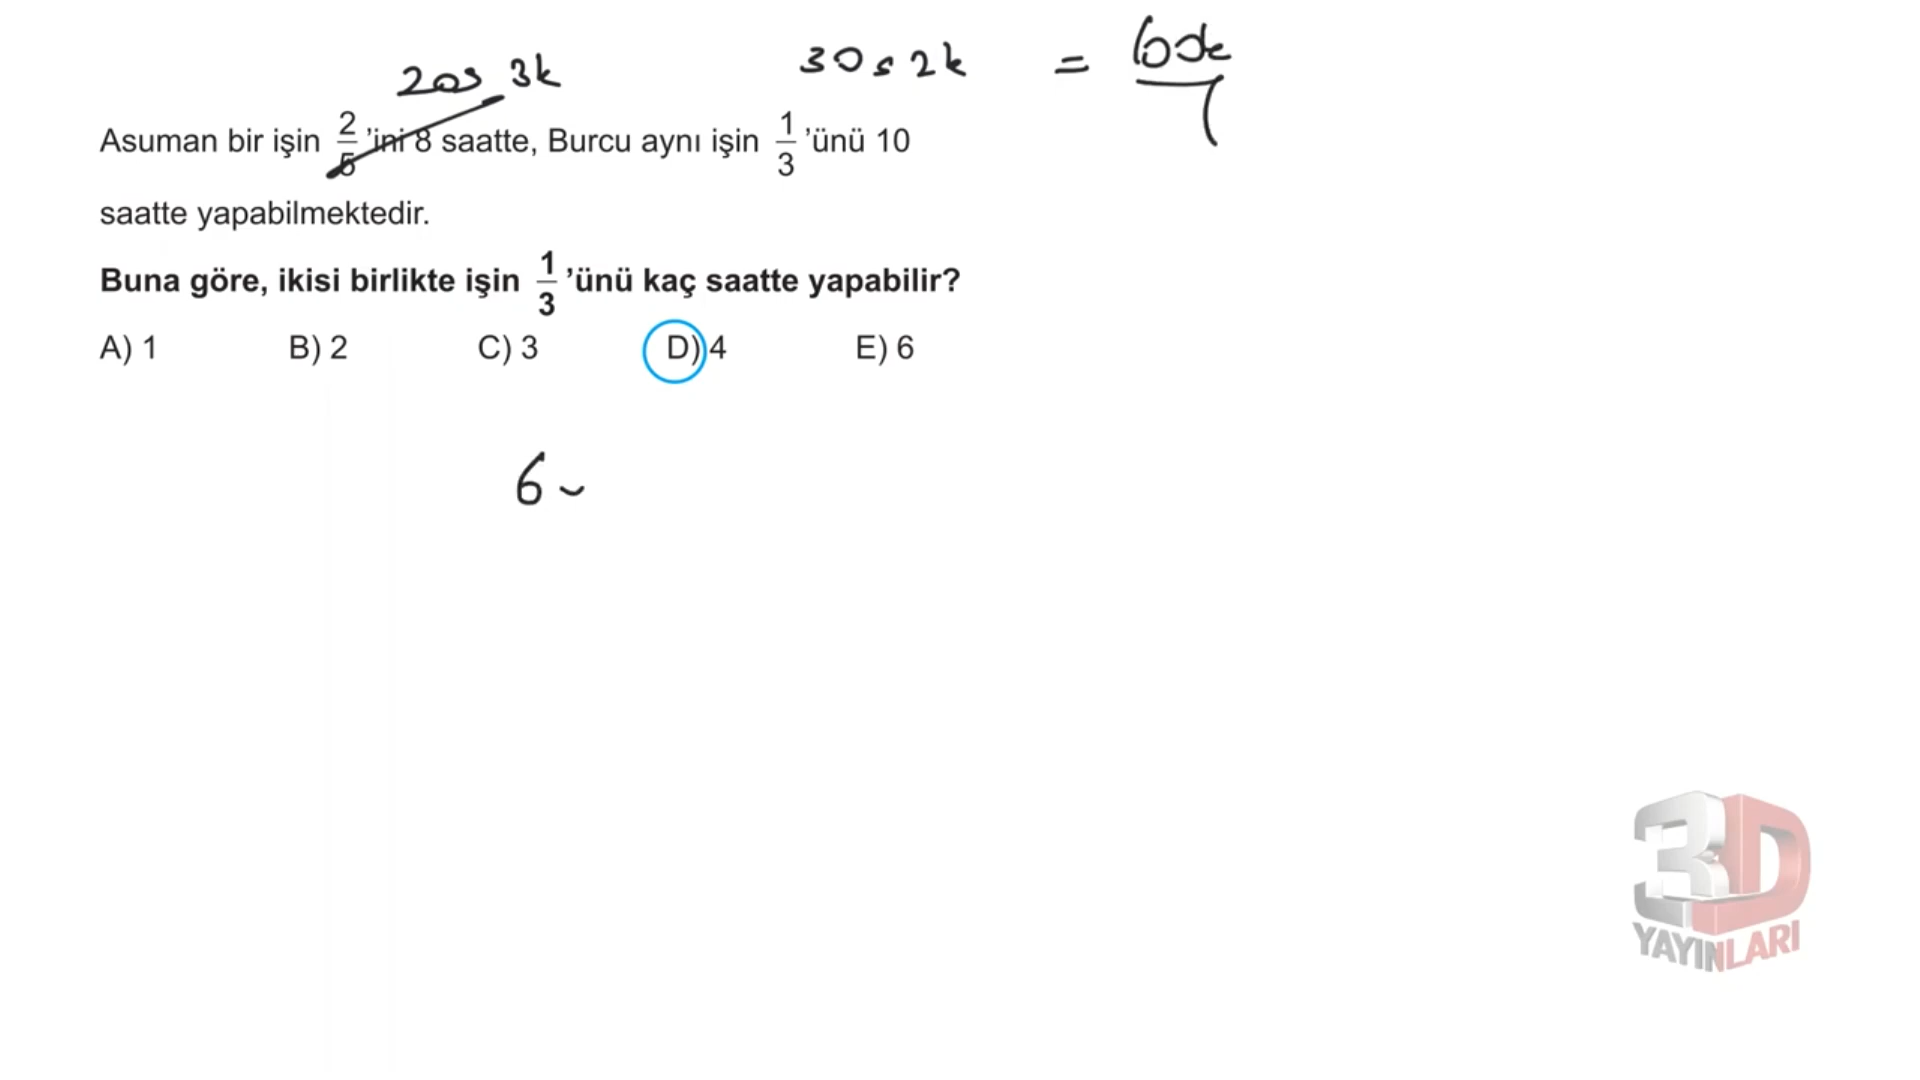 20s 3k
30s 2k = 60k
Asuman bir işin 2/5 'ini 8 saatte, Burcu aynı işin 1/3 'ünü 10
saatte yapabilmektedir.
Buna göre, ikisi birlikte işin 1/3 'ünü kaç saatte yapabilir?
A) 1 B) 2 C) 3 D) 4 E) 6
6
3D
YAYINLARI